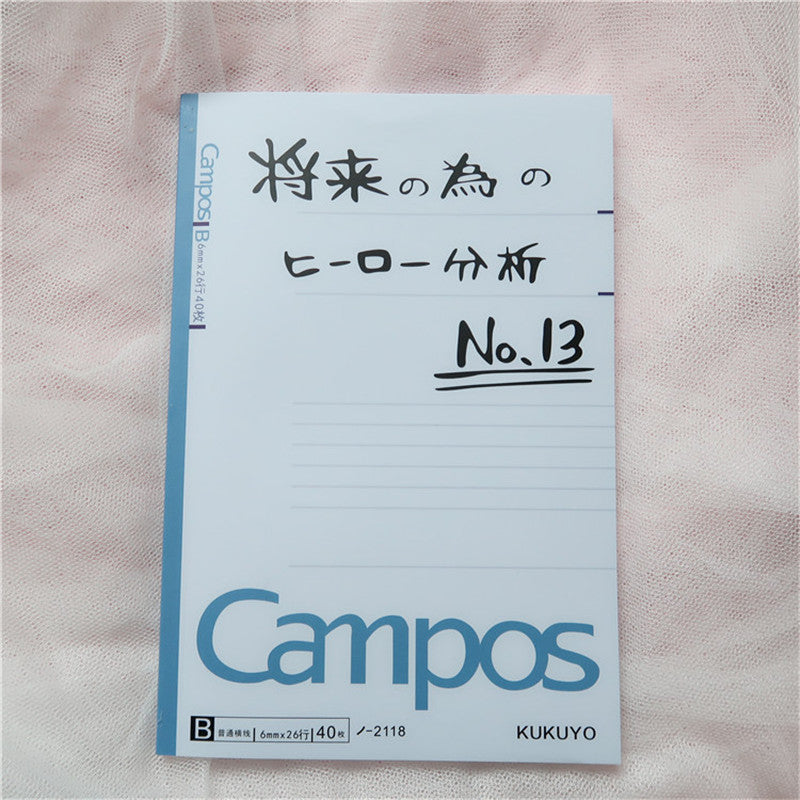 将来の為の
ヒーロー分析
No.13
Campos
B 6mm×26行 40枚
Campos
B 普通横线 6mm×26行 40枚 ノ-2118
KUKUYO